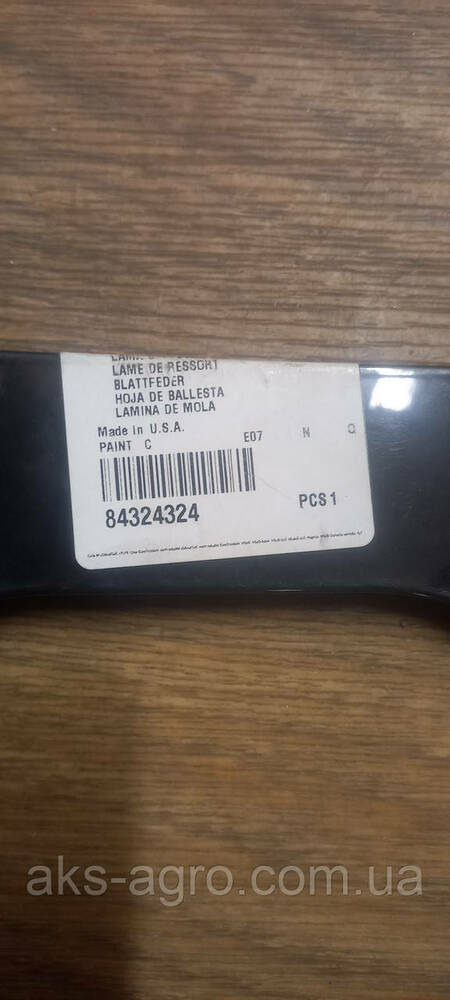 LAME DE RESSORT
BLATTFEDER
HOJA DE BALLESTA
LAMINA DE MOLA
Made in U.S.A.
PAINT C E07 N Q
84324324 PCS 1
aks-agro.com.ua